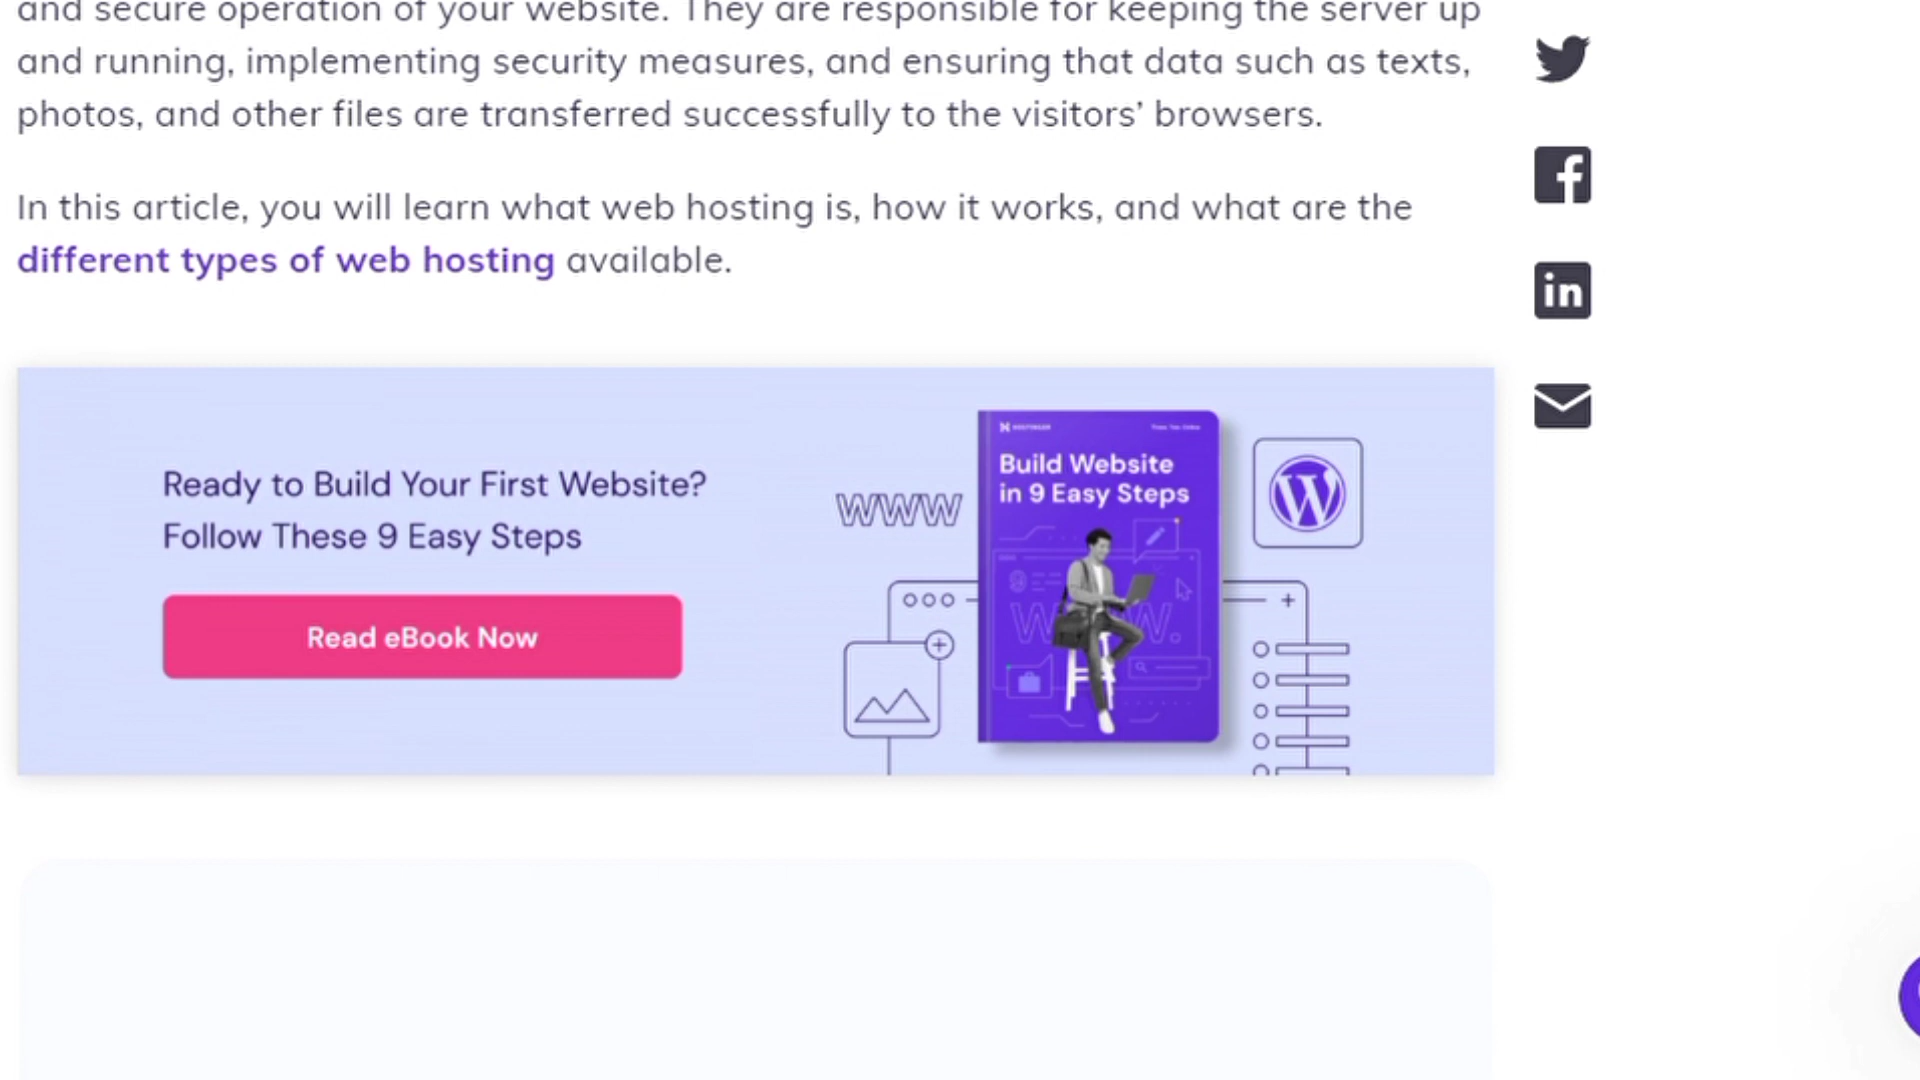 and secure operation of your website. They are responsible for keeping the server up
and running, implementing security measures, and ensuring that data such as texts,
photos, and other files are transferred successfully to the visitors’ browsers.
In this article, you will learn what web hosting is, how it works, and what are the
different types of web hosting available.
Ready to Build Your First Website?
Follow These 9 Easy Steps
Read eBook Now
WWW
HOSTINGER
Build Website
in 9 Easy Steps